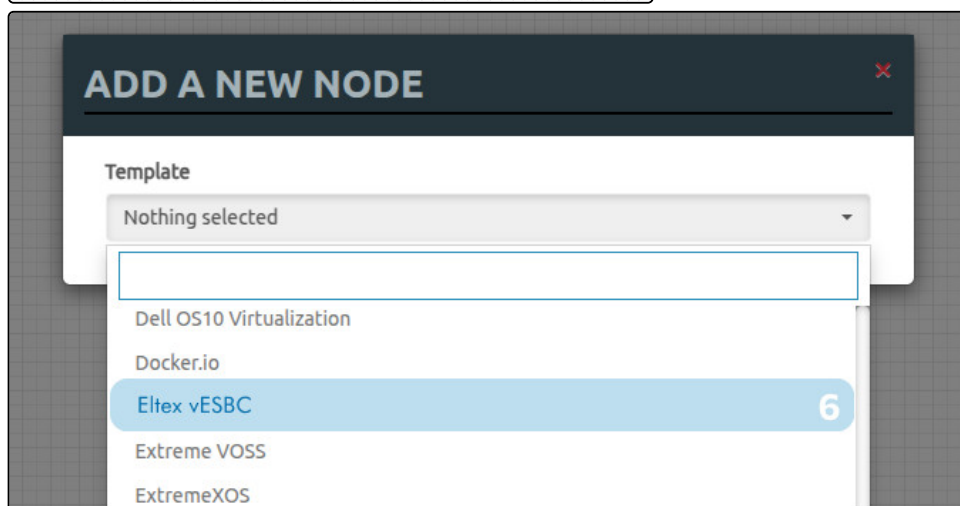 ADD A NEW NODE
×
Template
Nothing selected
Dell OS10 Virtualization
Docker.io
Eltex vESBC 6
Extreme VOSS
ExtremeXOS